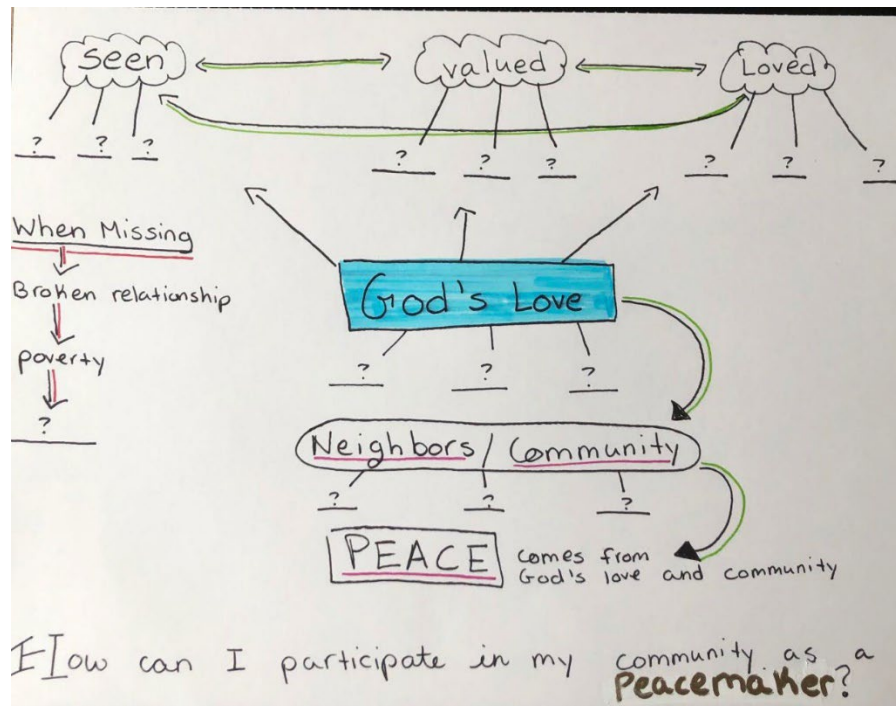 seen valued Loved
? ? ? ? ? ? ? ? ?
When Missing
Broken relationship
poverty
?
God's Love
? ? ?
Neighbors / Community
? ? ?
PEACE comes from
God's love and community
How can I participate in my community as a
Peacemaker?